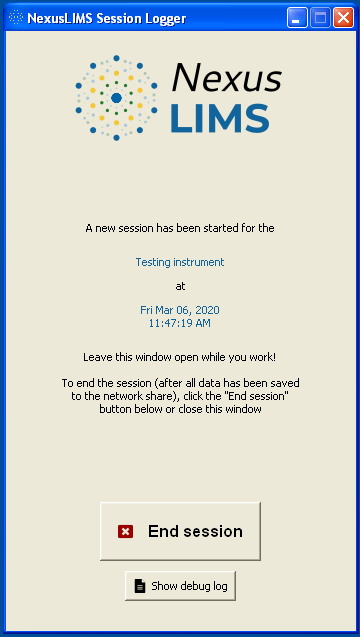 NexusLIMS Session Logger
Nexus
LIMS
A new session has been started for the
Testing instrument
at
Fri Mar 06, 2020
11:47:19 AM
Leave this window open while you work!
To end the session (after all data has been saved
to the network share), click the "End session"
button below or close this window
End session
Show debug log